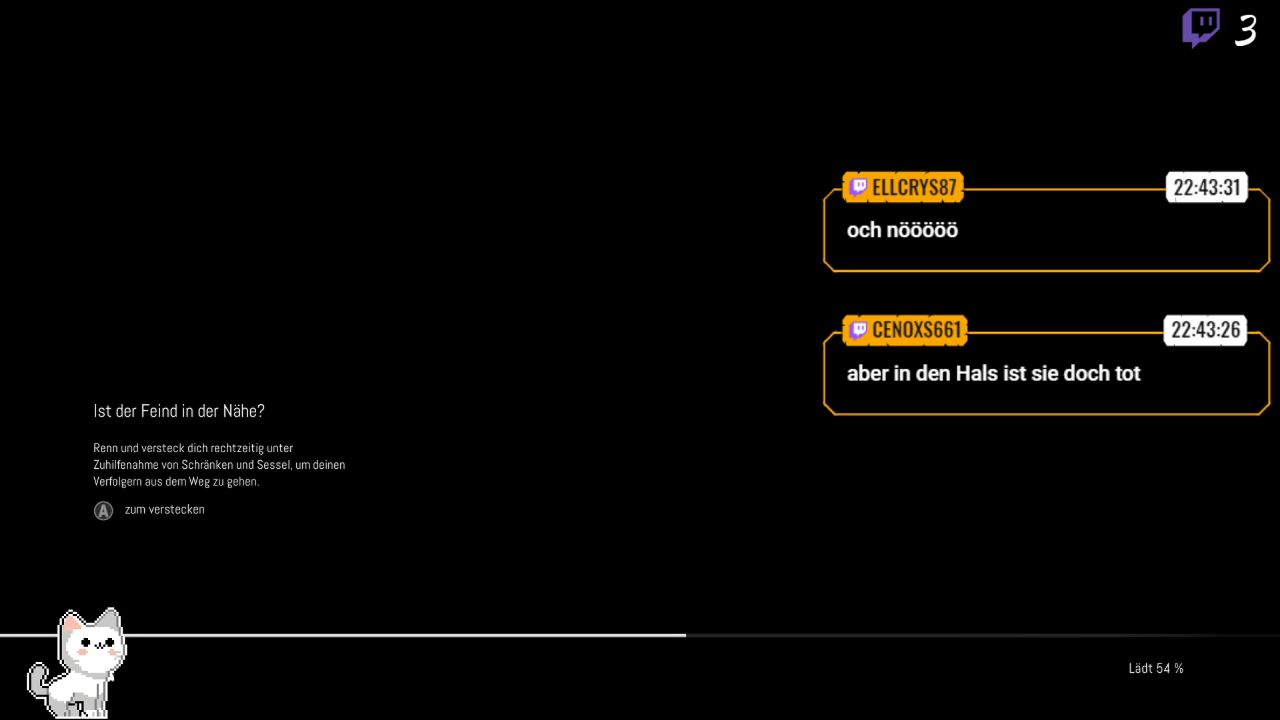 3
ELLCRYS87
22:43:31
och nööööö
CENOXS661
22:43:26
aber in den Hals ist sie doch tot
Ist der Feind in der Nähe?
Renn und versteck dich rechtzeitig unter
Zuhilfenahme von Schränken und Sessel, um deinen
Verfolgern aus dem Weg zu gehen.
A zum verstecken
Lädt 54 %